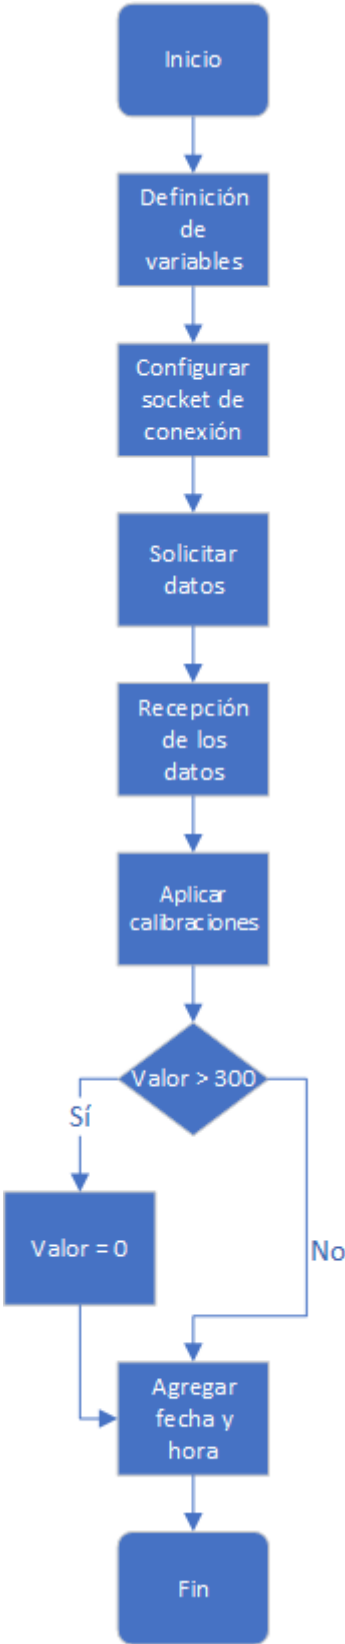 Inicio
Definición
de
variables
Configurar
socket de
conexión
Solicitar
datos
Recepción
de los
datos
Aplicar
calibraciones
Valor > 300
Sí
Valor = 0
No
Agregar
fecha y
hora
Fin